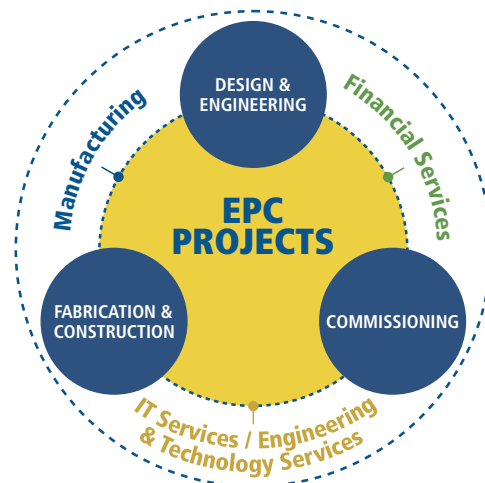 DESIGN &
ENGINEERING
Manufacturing
Financial Services
EPC
PROJECTS
FABRICATION &
CONSTRUCTION
COMMISSIONING
IT Services / Engineering
& Technology Services